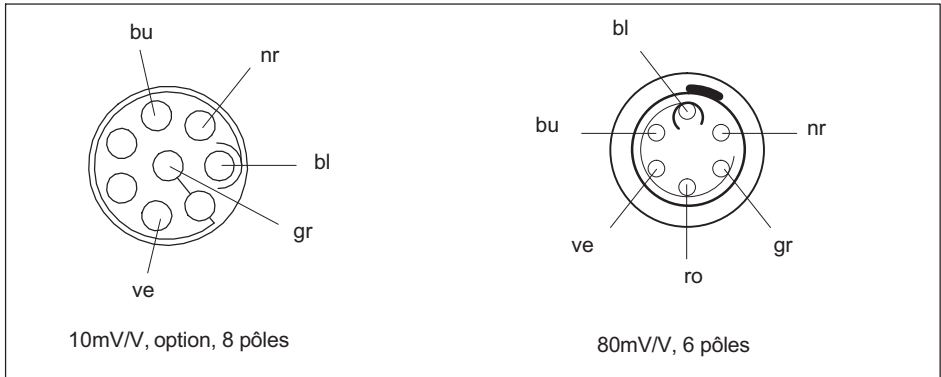 bu
nr
bl
gr
ve
10mV/V, option, 8 pôles
bl
bu
nr
ve
gr
ro
80mV/V, 6 pôles